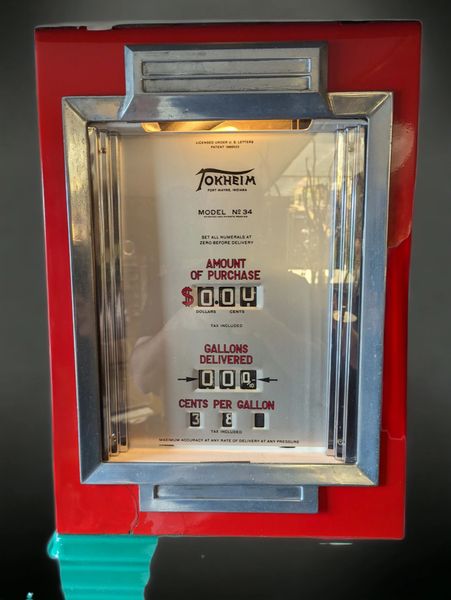 LICENSED UNDER U.S. LETTERS
TOKHEIM
FORT WAYNE, INDIANA
MODEL Nº 34
SET ALL NUMERALS AT
ZERO BEFORE DELIVERY
AMOUNT
OF PURCHASE
$0.00
DOLLARS CENTS
TAX INCLUDED
GALLONS
DELIVERED
CENTS PER GALLON
3 8
TAX INCLUDED
MAXIMUM ACCURACY AT ANY RATE OF DELIVERY AT ANY PRESSURE